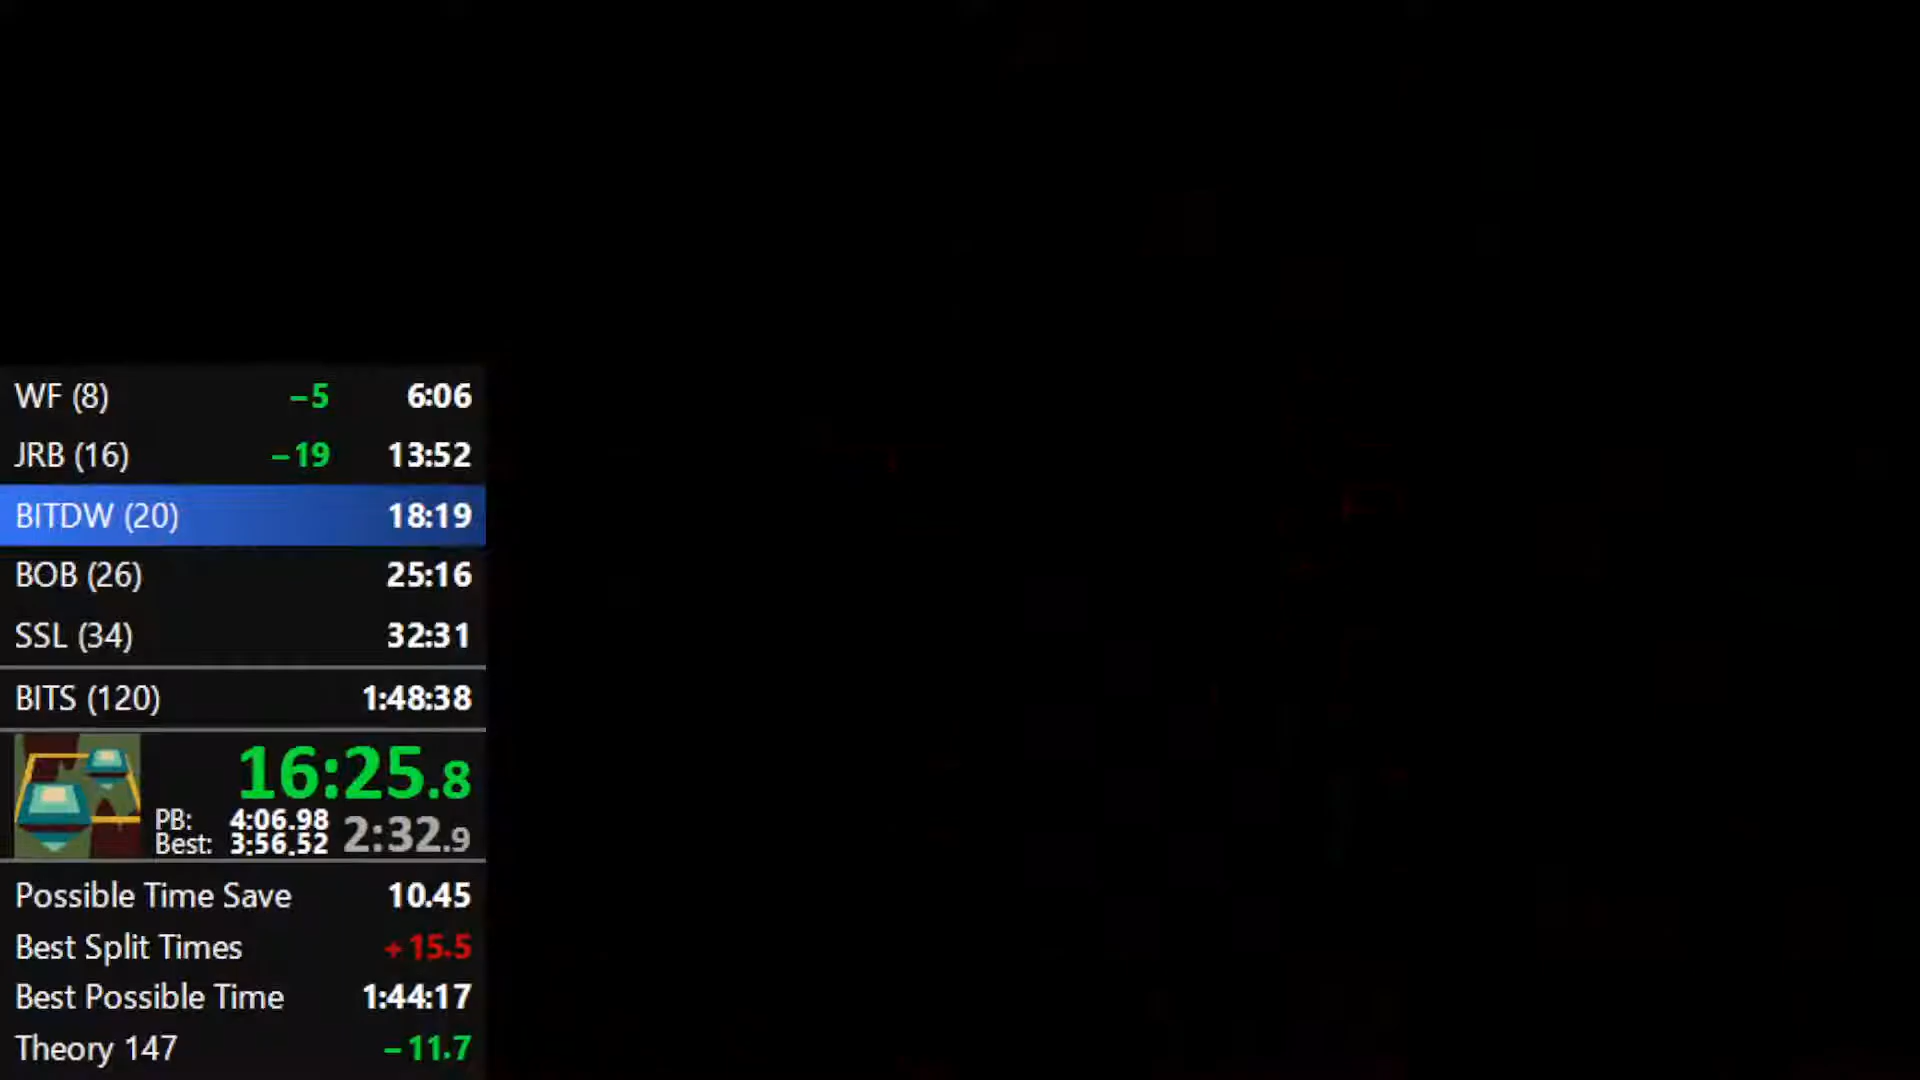 WF (8) −5 6:06
JRB (16) −19 13:52
BITDW (20) 18:19
BOB (26) 25:16
SSL (34) 32:31
BITS (120) 1:48:38
16:25.8
PB: 4:06.98
Best: 3:56.52 2:32.9
Possible Time Save 10.45
Best Split Times +15.5
Best Possible Time 1:44:17
Theory 147 −11.7